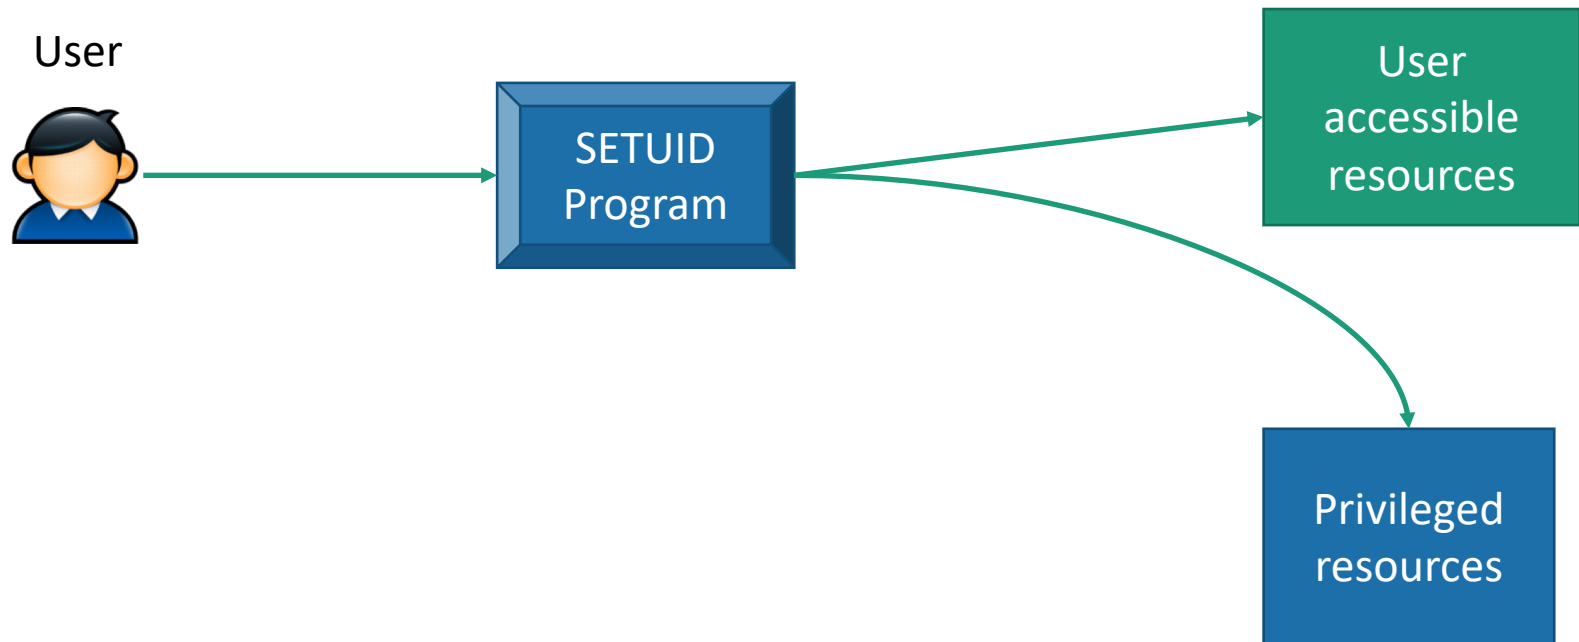 User
SETUID
Program
User
accessible
resources
Privileged
resources